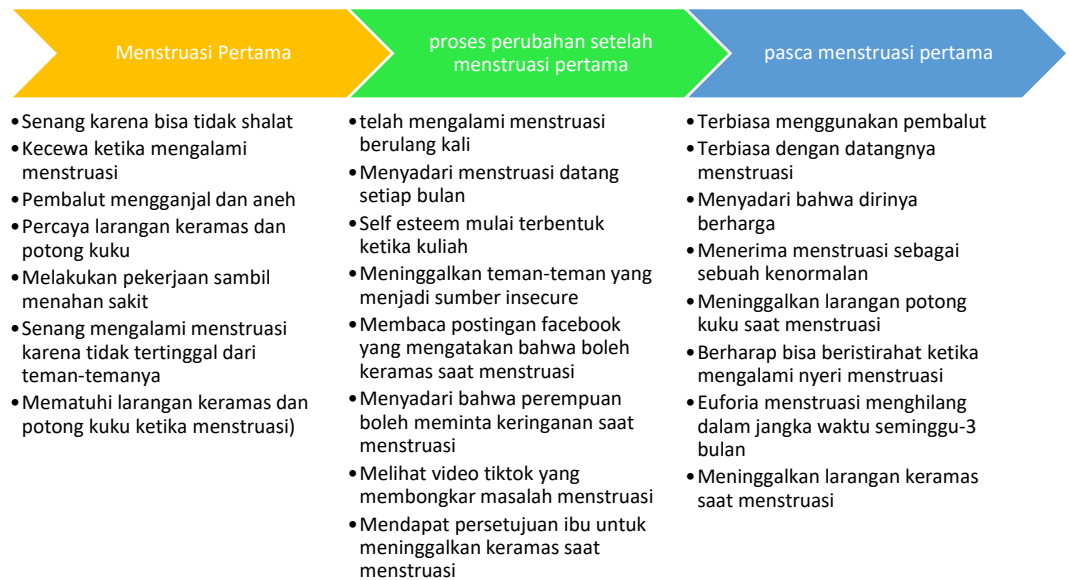 Menstruasi Pertama
•Senang karena bisa tidak shalat
•Kecewa ketika mengalami
menstruasi
•Pembalut mengganjal dan aneh
•Percaya larangan keramas dan
potong kuku
•Melakukan pekerjaan sambil
menahan sakit
•Senang mengalami menstruasi
karena tidak tertinggal dari
teman-temanya
•Mematuhi larangan keramas dan
potong kuku ketika menstruasi)
proses perubahan setelah
menstruasi pertama
•telah mengalami menstruasi
berulang kali
•Menyadari menstruasi datang
setiap bulan
•Self esteem mulai terbentuk
ketika kuliah
•Meninggalkan teman-teman yang
menjadi sumber insecure
•Membaca postingan facebook
yang mengatakan bahwa boleh
keramas saat menstruasi
•Menyadari bahwa perempuan
boleh meminta keringanan saat
menstruasi
•Melihat video tiktok yang
membongkar masalah menstruasi
•Mendapat persetujuan ibu untuk
meninggalkan keramas saat
menstruasi
pasca menstruasi pertama
•Terbiasa menggunakan pembalut
•Terbiasa dengan datangnya
menstruasi
•Menyadari bahwa dirinya
berharga
•Menerima menstruasi sebagai
sebuah kenormalan
•Meninggalkan larangan potong
kuku saat menstruasi
•Berharap bisa beristirahat ketika
mengalami nyeri menstruasi
•Euforia menstruasi menghilang
dalam jangka waktu seminggu-3
bulan
•Meninggalkan larangan keramas
saat menstruasi